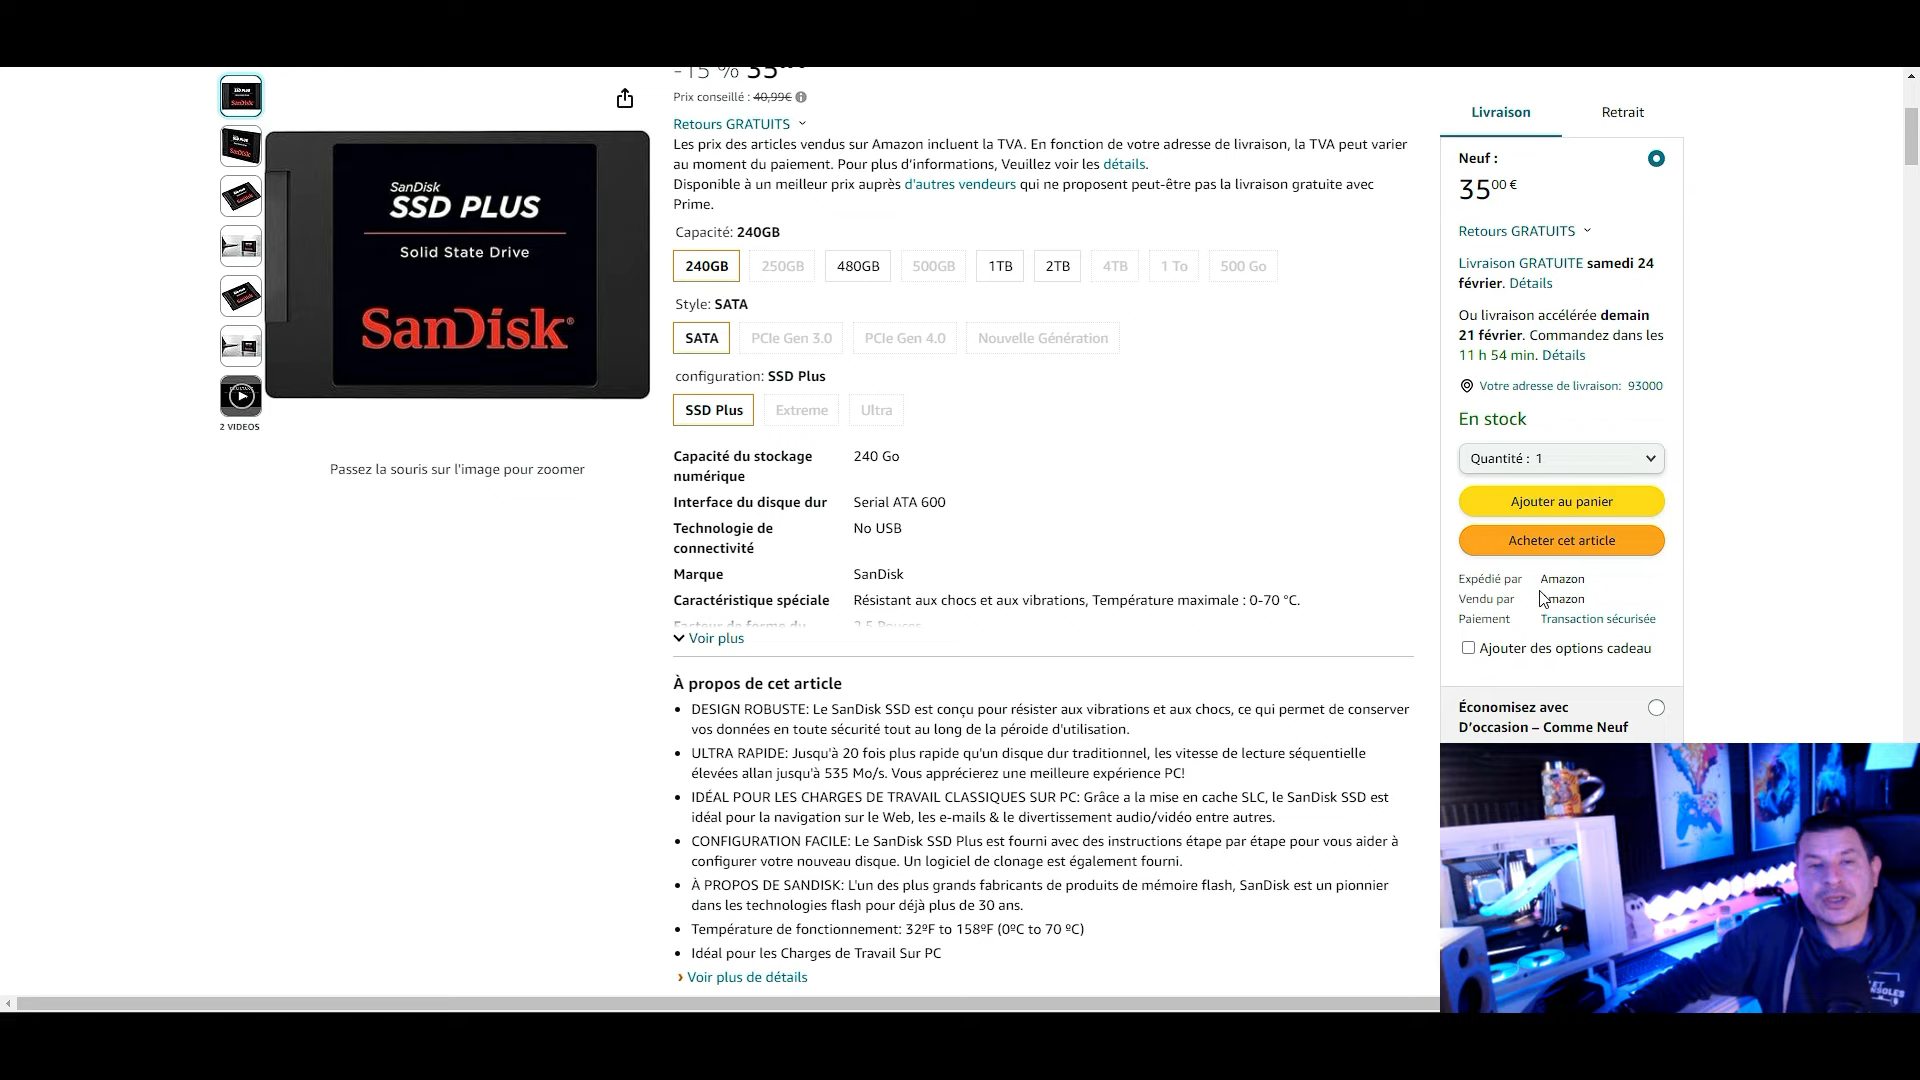 -15 % 35
Prix conseillé : 40,99€
Retours GRATUITS
Les prix des articles vendus sur Amazon incluent la TVA. En fonction de votre adresse de livraison, la TVA peut varier
au moment du paiement. Pour plus d’informations, Veuillez voir les détails.
Disponible à un meilleur prix auprès d'autres vendeurs qui ne proposent peut-être pas la livraison gratuite avec
Prime.
Capacité: 240GB
240GB 250GB 480GB 500GB 1TB 2TB 4TB 1 To 500 Go
Style: SATA
SATA PCIe Gen 3.0 PCIe Gen 4.0 Nouvelle Génération
configuration: SSD Plus
SSD Plus Extreme Ultra
Capacité du stockage 240 Go
numérique
Interface du disque dur Serial ATA 600
Technologie de No USB
connectivité
Marque SanDisk
Caractéristique spéciale Résistant aux chocs et aux vibrations, Température maximale : 0-70 °C.
Facteur de forme du 2.5 Pouces
Voir plus
À propos de cet article
DESIGN ROBUSTE: Le SanDisk SSD est conçu pour résister aux vibrations et aux chocs, ce qui permet de conserver
vos données en toute sécurité tout au long de la péroide d'utilisation.
ULTRA RAPIDE: Jusqu'à 20 fois plus rapide qu'un disque dur traditionnel, les vitesse de lecture séquentielle
élevées allan jusqu'à 535 Mo/s. Vous apprécierez une meilleure expérience PC!
IDÉAL POUR LES CHARGES DE TRAVAIL CLASSIQUES SUR PC: Grâce a la mise en cache SLC, le SanDisk SSD est
idéal pour la navigation sur le Web, les e-mails & le divertissement audio/vidéo entre autres.
CONFIGURATION FACILE: Le SanDisk SSD Plus est fourni avec des instructions étape par étape pour vous aider à
configurer votre nouveau disque. Un logiciel de clonage est également fourni.
À PROPOS DE SANDISK: L'un des plus grands fabricants de produits de mémoire flash, SanDisk est un pionnier
dans les technologies flash pour déjà plus de 30 ans.
Température de fonctionnement: 32ºF to 158ºF (0ºC to 70 ºC)
Idéal pour les Charges de Travail Sur PC
Voir plus de détails
SanDisk
SSD PLUS
Solid State Drive
SanDisk®
2 VIDEOS
Passez la souris sur l'image pour zoomer
Livraison Retrait
Neuf :
3500 €
Retours GRATUITS
Livraison GRATUITE samedi 24
février. Détails
Ou livraison accélérée demain
21 février. Commandez dans les
11 h 54 min. Détails
Votre adresse de livraison: 93000
En stock
Quantité : 1
Ajouter au panier
Acheter cet article
Expédié par Amazon
Vendu par Amazon
Paiement Transaction sécurisée
Ajouter des options cadeau
Économisez avec
D’occasion – Comme Neuf